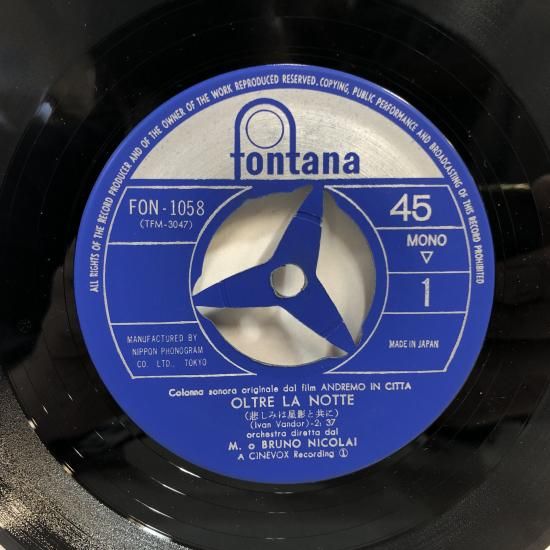 ALL RIGHTS OF THE RECORD PRODUCER AND OF THE OWNER OF THE WORK REPRODUCED RESERVED. COPYING, PUBLIC PERFORMANCE AND BROADCASTING OF THIS RECORD PROHIBITED
fontana
FON-1058
(TFM-3047)
45
MONO
▽
1
MANUFACTURED BY
NIPPON PHONOGRAM
CO. LTD., TOKYO
MADE IN JAPAN
Colonna sonora originale dal film ANDREMO IN CITTA
OLTRE LA NOTTE
(悲しみは星影と共に)
(Ivan Vandor)-2:37
orchestra diretta dal
M. o BRUNO NICOLAI
A CINEVOX Recording ①